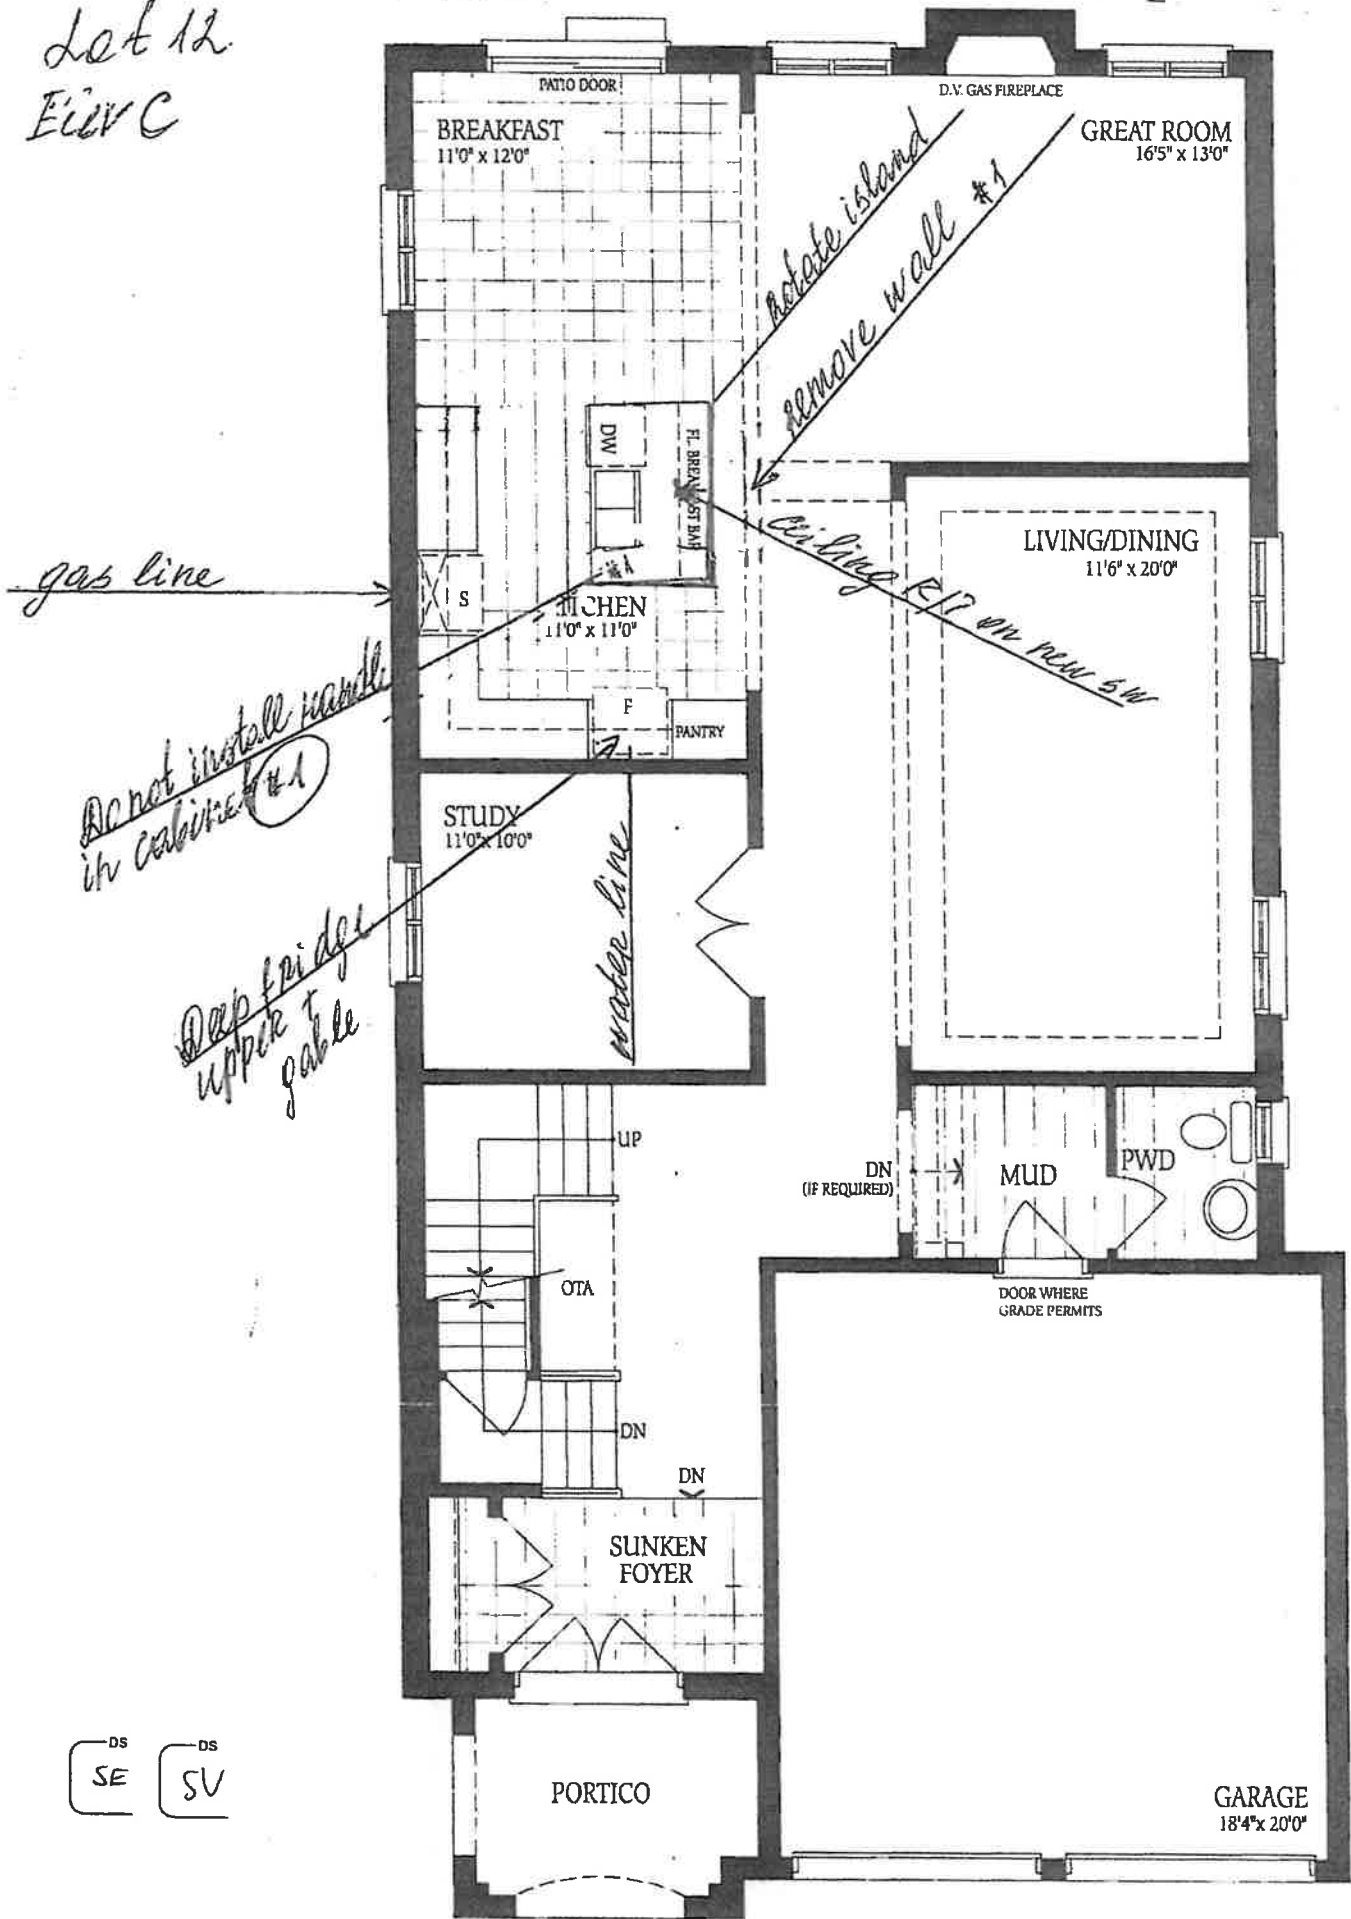 Lot 12.
Elev C
PATIO DOOR
D.V. GAS FIREPLACE
BREAKFAST
11'0" x 12'0"
GREAT ROOM
16'5" x 13'0"
rotate island
remove wall #1
DW
FL. BREAKFAST BAR
#1
LIVING/DINING
11'6" x 20'0"
gas line
S
KITCHEN
11'0" x 11'0"
ceiling R/I on new sw
Do not install handle
in cabinet #1
F
PANTRY
STUDY
11'0" x 10'0"
water line
Deep fridge
upper +
gable
UP
DN
(IF REQUIRED)
MUD
PWD
OTA
DOOR WHERE
GRADE PERMITS
DN
DN
SUNKEN
FOYER
DS
SE
DS
SV
PORTICO
GARAGE
18'4" x 20'0"